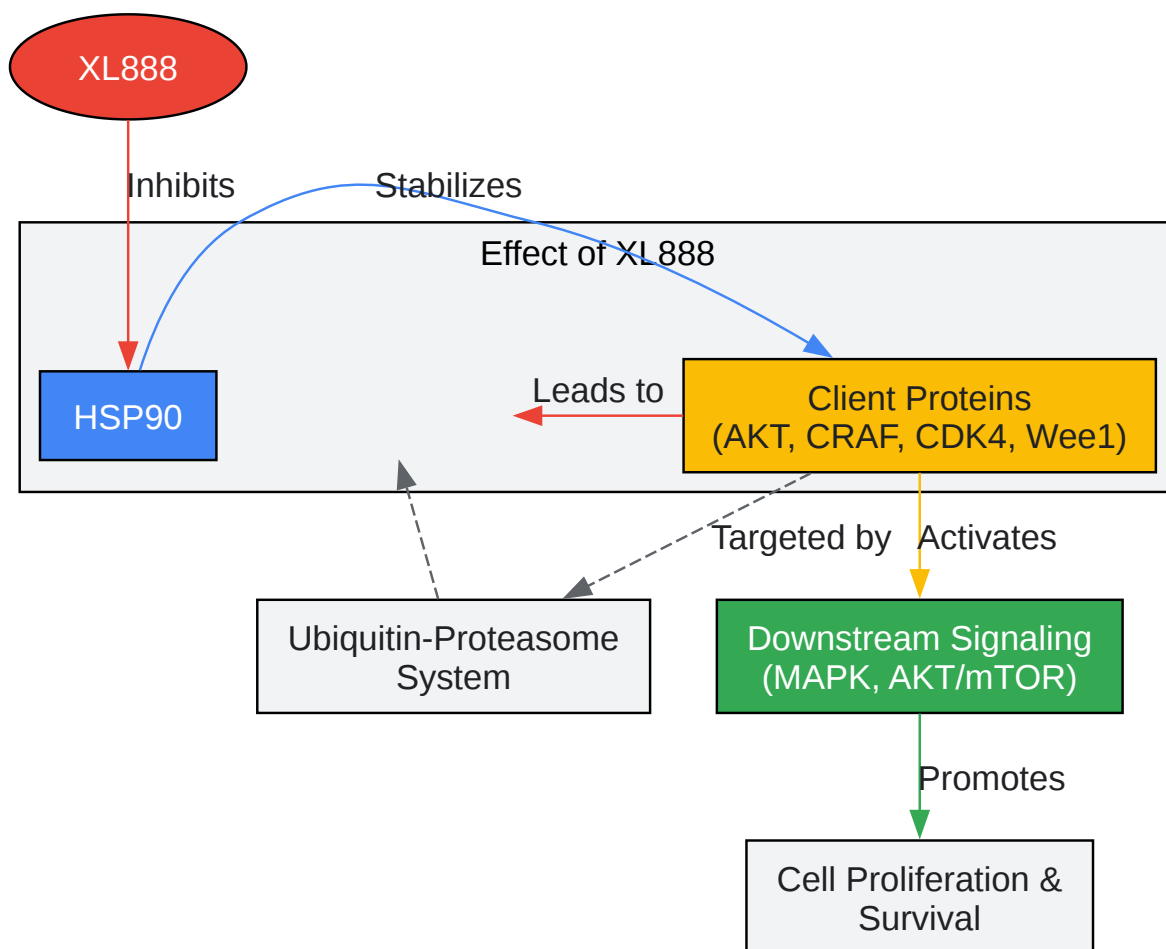 XL888
Inhibits
Stabilizes
Effect of XL888
HSP90
Leads to
Client Proteins
(AKT, CRAF, CDK4, Wee1)
Targeted by
Activates
Ubiquitin-Proteasome
System
Downstream Signaling
(MAPK, AKT/mTOR)
Promotes
Cell Proliferation &
Survival